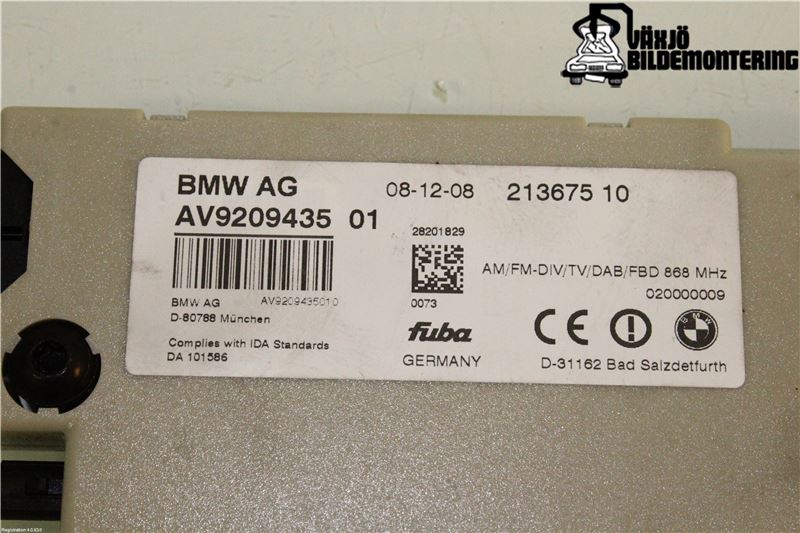 VÄXJÖ
BILDEMONTERING
BMW AG 08-12-08 213675 10
AV9209435 01
28201829
AM/FM-DIV/TV/DAB/FBD 868 MHz
020000009
BMW AG AV9209435010
0073
D-80788 München
fuba
GERMANY
Complies with IDA Standards
DA 101586
CE
BMW
D-31162 Bad Salzdetfurth